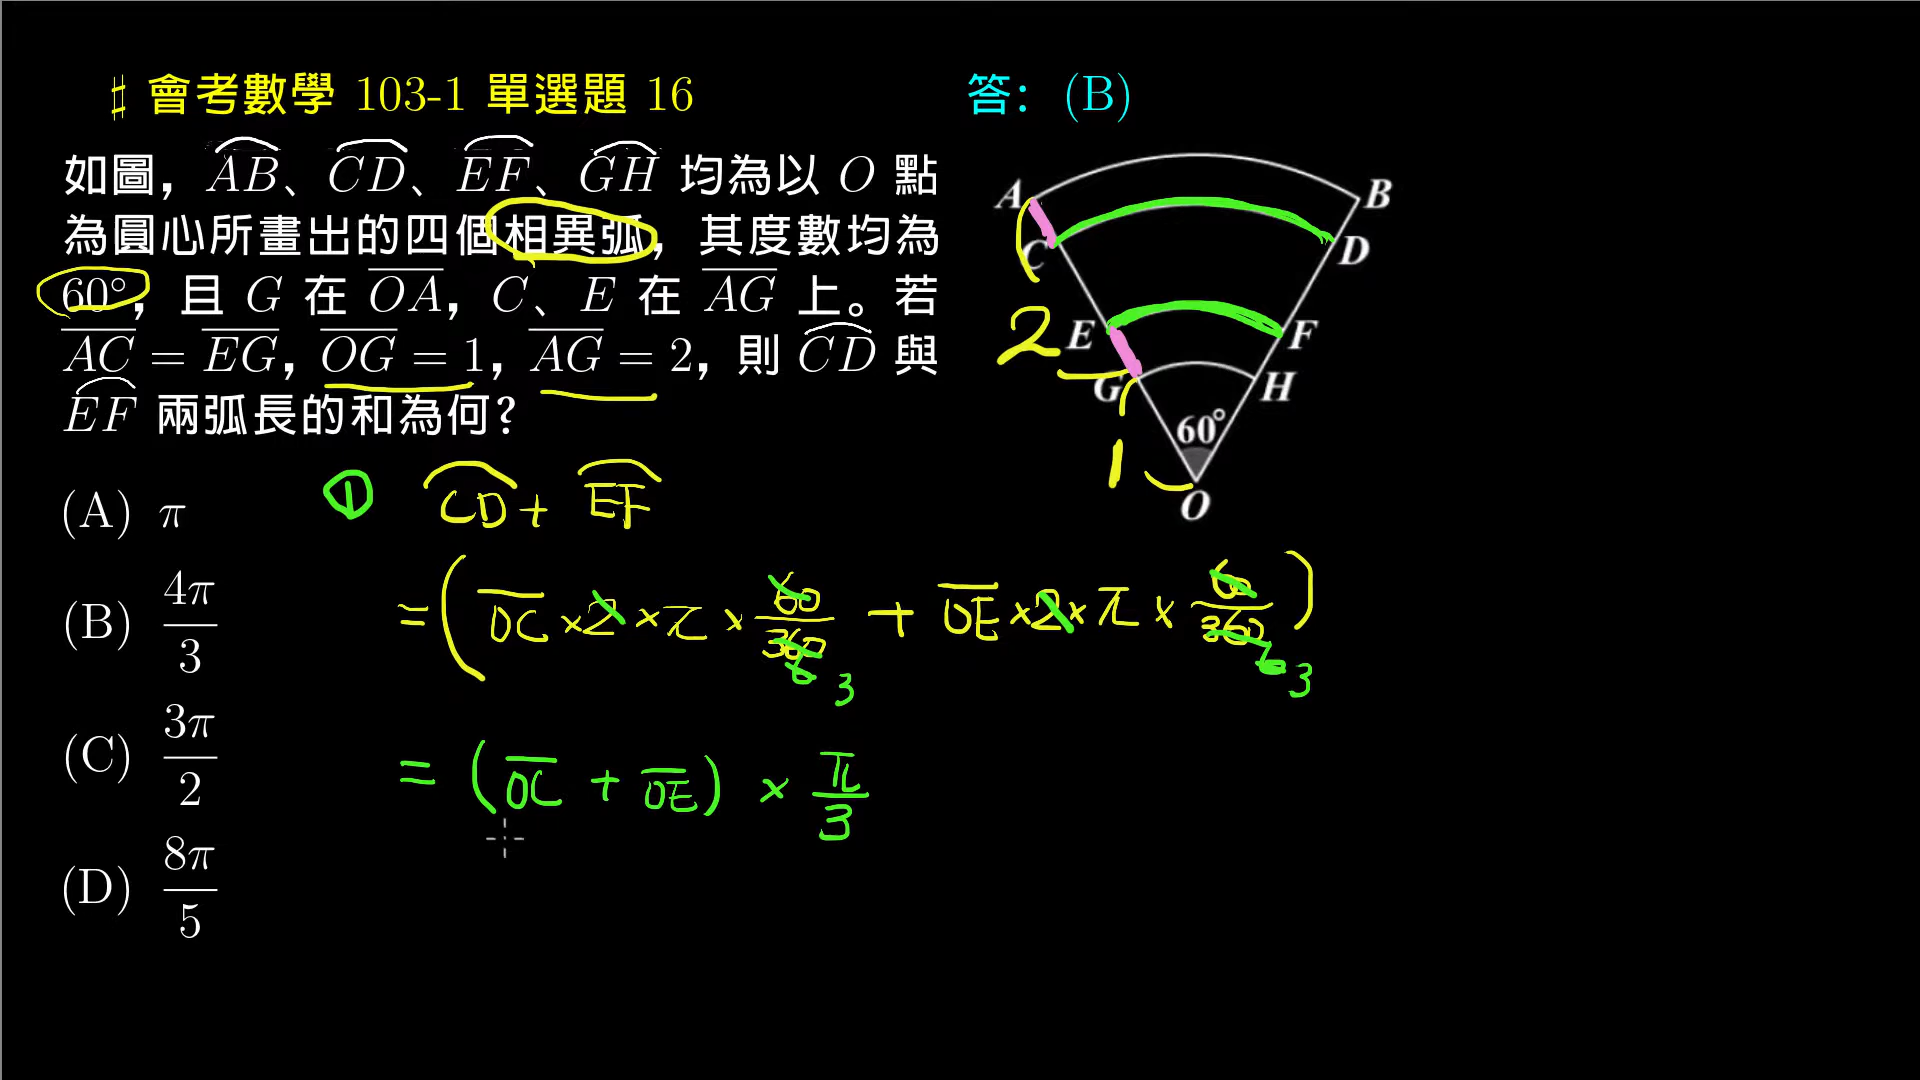 ♯ 會考數學 103-1 單選題 16
答: (B)
如圖, AB、CD、EF、GH 均為以 O 點
為圓心所畫出的四個相異弧, 其度數均為
60°, 且 G 在 OA, C、E 在 AG 上。若
AC = EG, OG = 1, AG = 2, 則 CD 與
EF 兩弧長的和為何?
(A) π
(B) 4π/3
(C) 3π/2
(D) 8π/5
A
B
C
D
2
E
F
G
H
60°
1
O
① CD + EF
= ( OC × 2 × π × 60/360 + OE × 2 × π × 60/360 )
6 3
6 3
= ( OC + OE ) × π/3